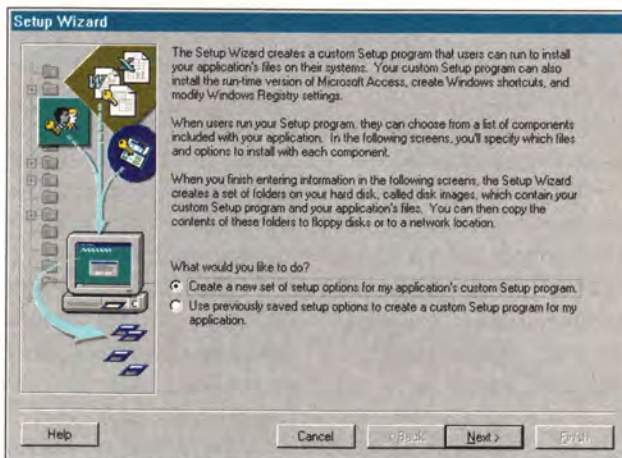 Setup Wizard
The Setup Wizard creates a custom Setup program that users can run to install
your application's files on their systems. Your custom Setup program can also
install the run-time version of Microsoft Access, create Windows shortcuts, and
modify Windows Registry settings.
When users run your Setup program, they can choose from a list of components
included with your application. In the following screens, you'll specify which files
and options to install with each component.
When you finish entering information in the following screens, the Setup Wizard
creates a set of folders on your hard disk, called disk images, which contain your
custom Setup program and your application's files. You can then copy the
contents of these folders to floppy disks or to a network location.
What would you like to do?
Create a new set of setup options for my application's custom Setup program.
Use previously saved setup options to create a custom Setup program for my
application.
Help Cancel < Back Next > Finish